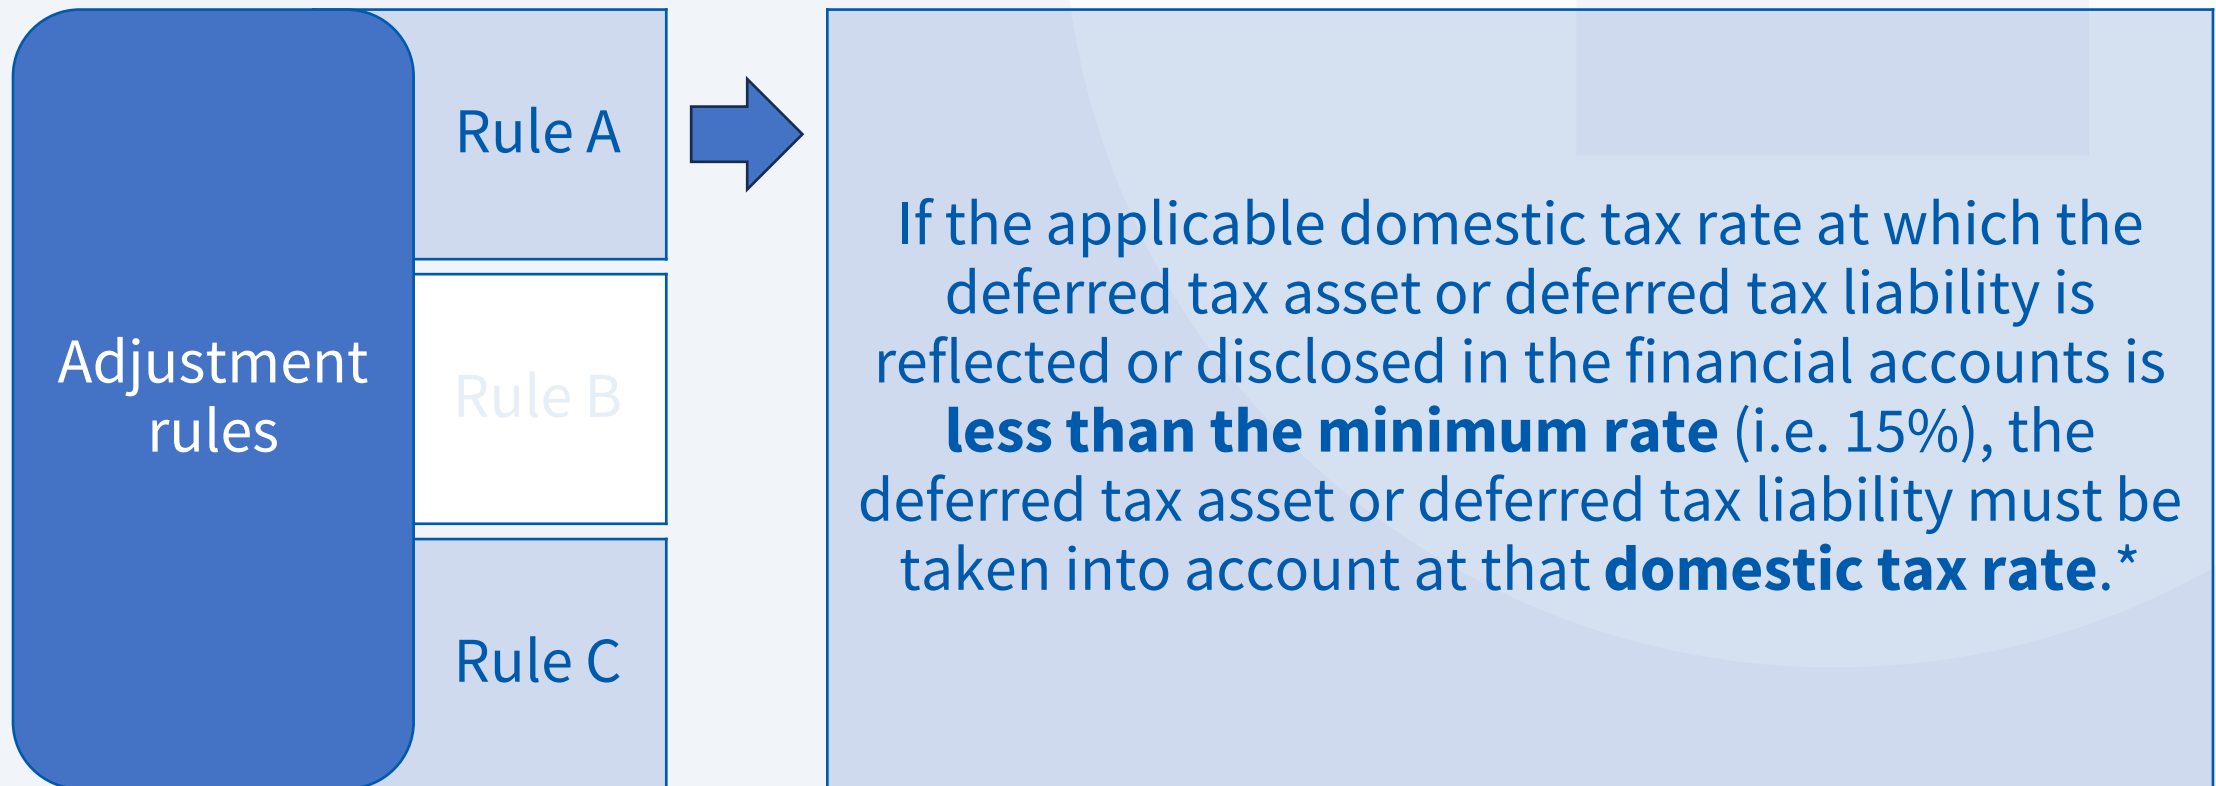 Adjustment
rules
Rule A
Rule B
Rule C
If the applicable domestic tax rate at which the
deferred tax asset or deferred tax liability is
reflected or disclosed in the financial accounts is
less than the minimum rate (i.e. 15%), the
deferred tax asset or deferred tax liability must be
taken into account at that domestic tax rate.*